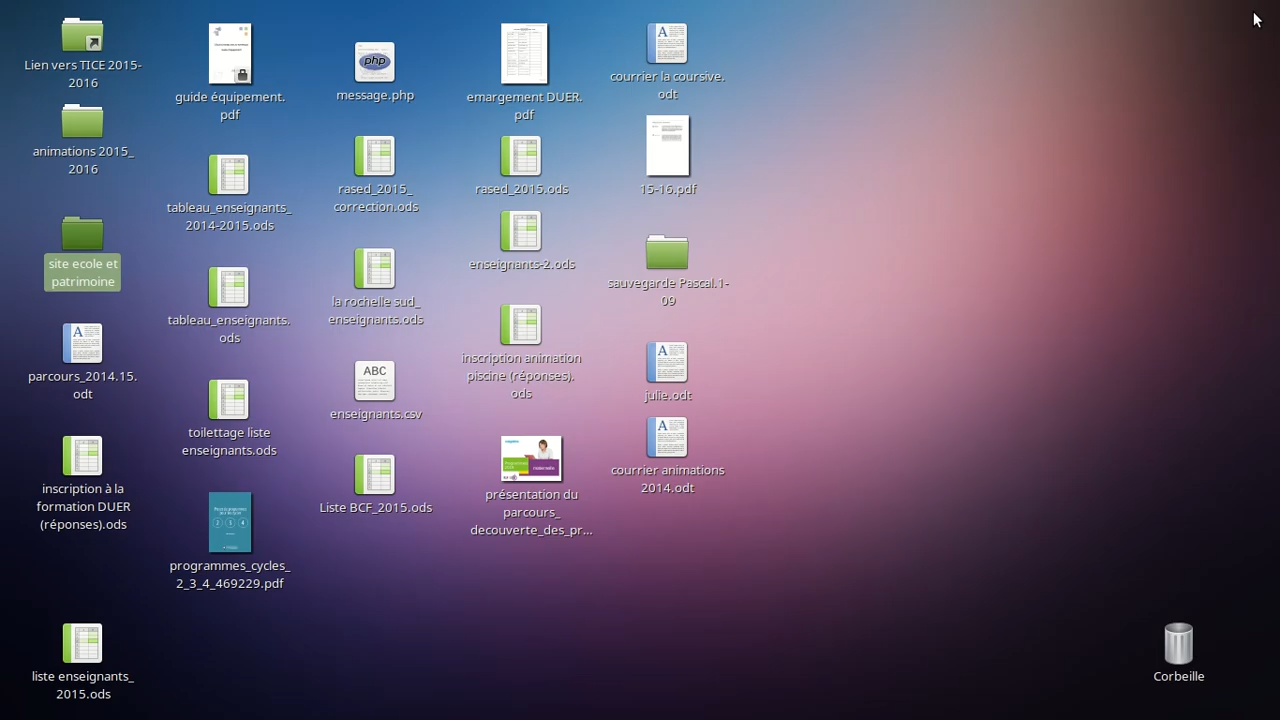 Lien vers TICE 2015-
2016
animations 2015_
2016
site ecole et
patrimoine
parcours_2014.15.
odt
inscription à la
formation DUER
(réponses).ods
liste enseignants_
2015.ods
guide équipement.
pdf
tableau_enseignants_
2014-2015.ods
tableau_enseignants.
ods
toilettage liste
enseignants.ods
programmes_cycles_
2_3_4_469229.pdf
php
message.php
rased_2015_
correction.ods
la rochelle sud_
enseignants.ods
ABC
enseignants.csv
Liste BCF_2015.ods
emargement DUER.
pdf
rased_2015.ods
enseignants-2.ods
inscription animation
piscine (réponses).
ods
présentation du
parcours_
decouverte_des_pr...
courrier la coursive.
odt
15-16.pdf
sauvegarde Pascal.1-
09
julie.odt
courrier animations
2014.odt
Corbeille